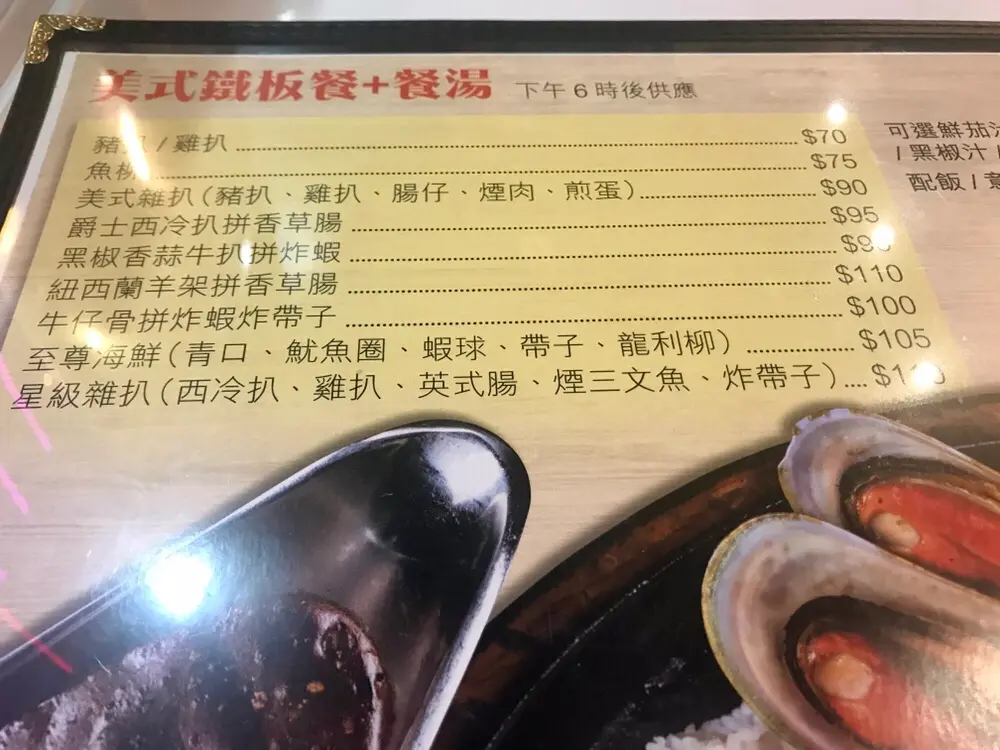 美式鐵板餐+餐湯 下午6時後供應
豬扒 / 雞扒 $70
魚柳 $75
美式雜扒(豬扒、雞扒、腸仔、煙肉、煎蛋) $90
爵士西冷扒拼香草腸 $95
黑椒香蒜牛扒拼炸蝦
紐西蘭羊架拼香草腸 $110
牛仔骨拼炸蝦炸帶子 $100
至尊海鮮(青口、魷魚圈、蝦球、帶子、龍利柳) $105
星級雜扒(西冷扒、雞扒、英式腸、煙三文魚、炸帶子)
可選鮮茄
/ 黑椒汁 /
配飯 /